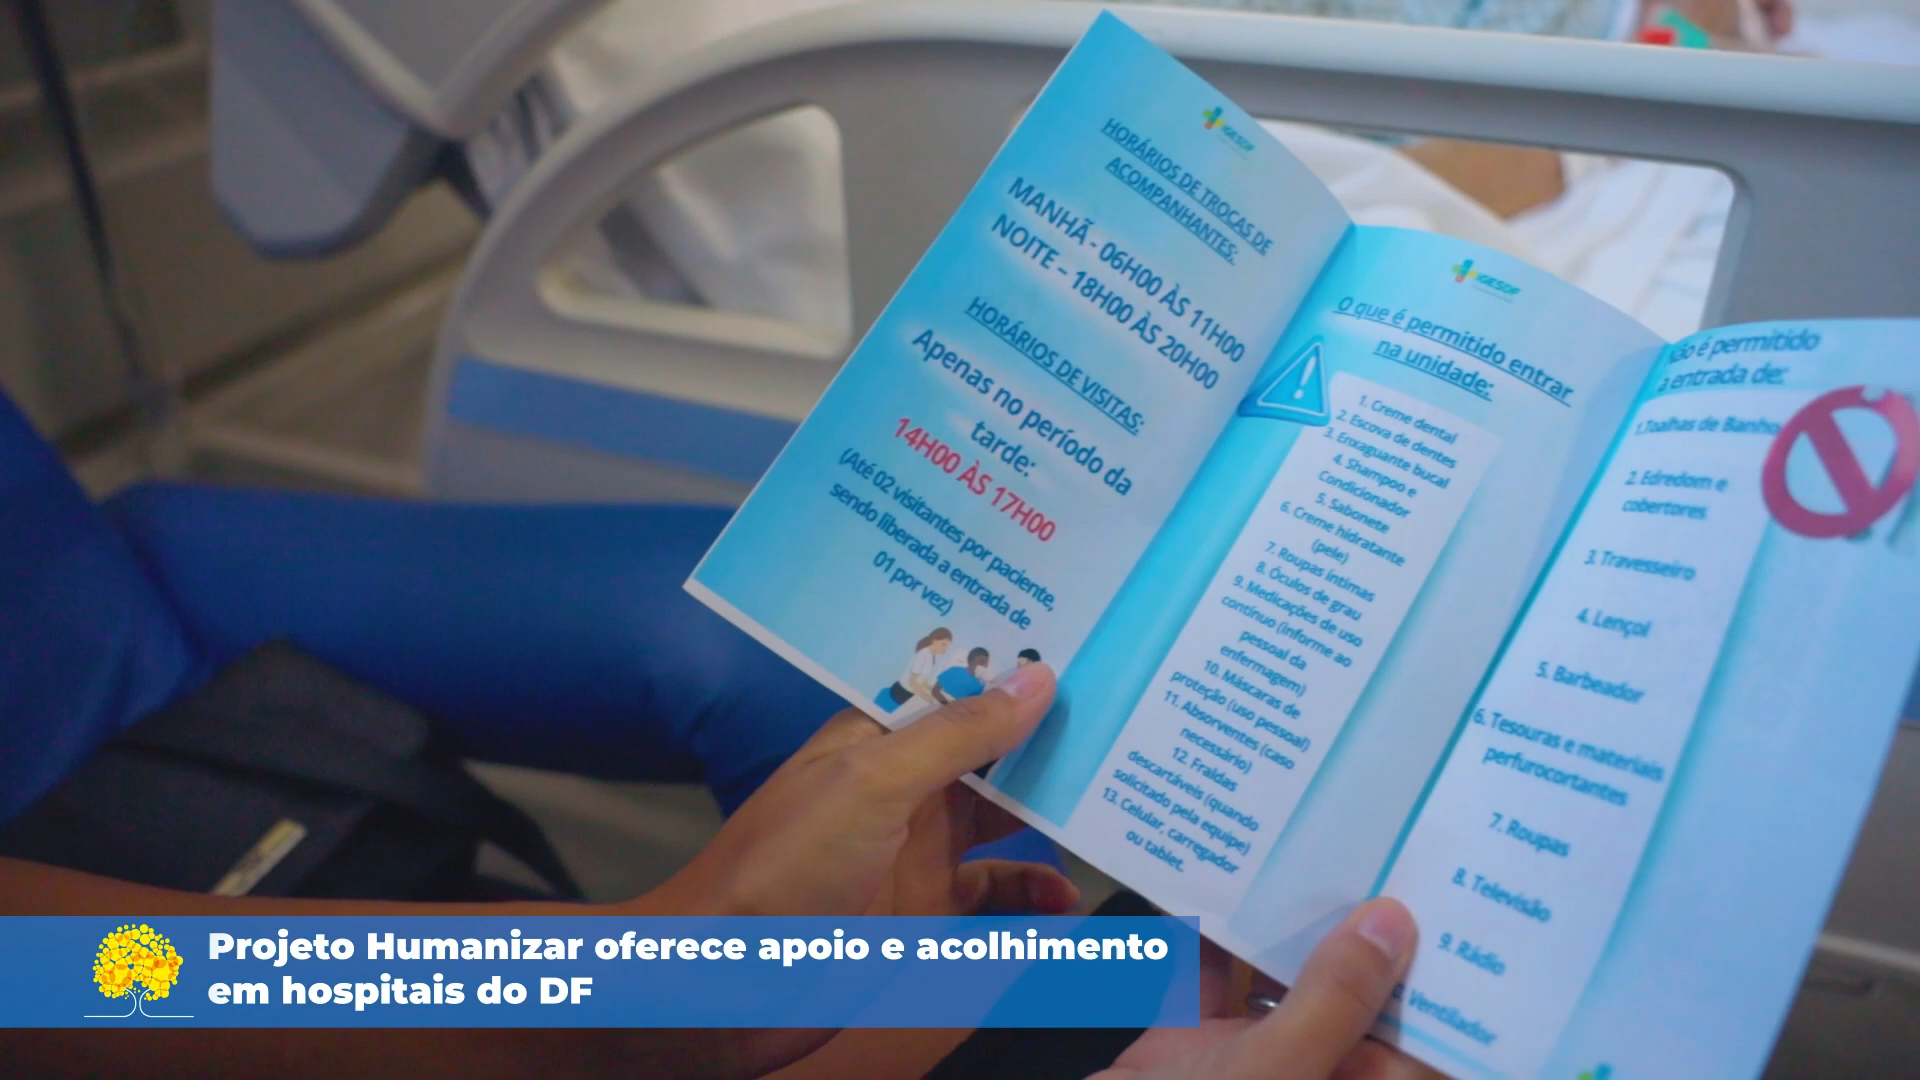 IGESDF
HORÁRIOS DE TROCAS DE
ACOMPANHANTES:
MANHÃ - 06H00 ÀS 11H00
NOITE – 18H00 ÀS 20H00
HORÁRIOS DE VISITAS:
Apenas no período da
tarde:
14H00 ÀS 17H00
(Até 02 visitantes por paciente,
sendo liberada a entrada de
01 por vez)
IGESDF
O que é permitido entrar
na unidade:
1. Creme dental
2. Escova de dentes
3. Enxaguante bucal
4. Shampoo e
Condicionador
5. Sabonete
6. Creme hidratante
(pele)
7. Roupas íntimas
8. Óculos de grau
9. Medicações de uso
contínuo (informe ao
pessoal da
enfermagem)
10. Máscaras de
proteção (uso pessoal)
11. Absorventes (caso
necessário)
12. Fraldas
descartáveis (quando
solicitado pela equipe)
13. Celular, carregador
ou tablet.
Não é permitido
a entrada de:
1.Toalhas de Banho
2. Edredom e
cobertores
3. Travesseiro
4. Lençol
5. Barbeador
6. Tesouras e materiais
perfurocortantes
7. Roupas
8. Televisão
9. Rádio
Ventilador
Projeto Humanizar oferece apoio e acolhimento
em hospitais do DF